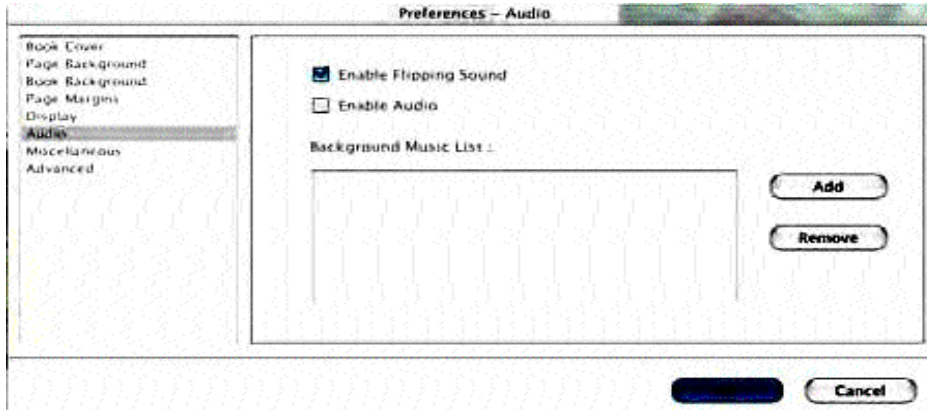 Preferences – Audio
Book Cover
Page Background
Book Background
Page Margins
Display
Audio
Miscellaneous
Advanced
Enable Flipping Sound
Enable Audio
Background Music List :
Add
Remove
Cancel